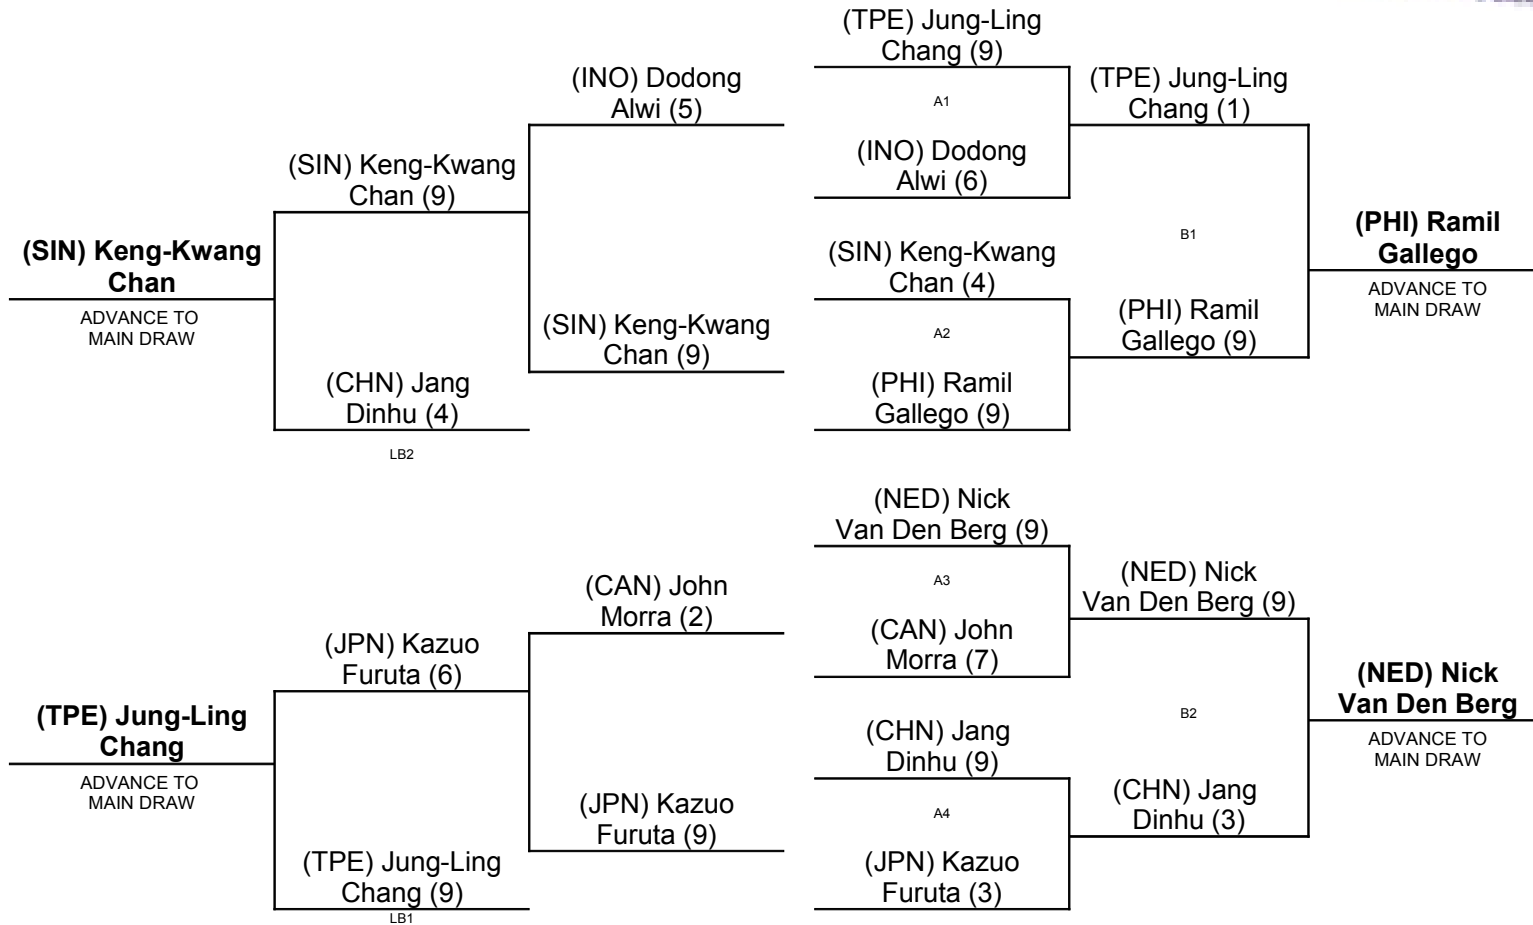 (TPE) Jung-Ling
Chang (9)
(INO) Dodong
Alwi (5)
(TPE) Jung-Ling
Chang (1)
A1
(SIN) Keng-Kwang
Chan (9)
(INO) Dodong
Alwi (6)
(SIN) Keng-Kwang
Chan
ADVANCE TO
MAIN DRAW
(SIN) Keng-Kwang
Chan (4)
B1
(PHI) Ramil
Gallego
ADVANCE TO
MAIN DRAW
(SIN) Keng-Kwang
Chan (9)
A2
(PHI) Ramil
Gallego (9)
(CHN) Jang
Dinhu (4)
LB2
(PHI) Ramil
Gallego (9)
(NED) Nick
Van Den Berg (9)
(CAN) John
Morra (2)
A3
(NED) Nick
Van Den Berg (9)
(JPN) Kazuo
Furuta (6)
(CAN) John
Morra (7)
(TPE) Jung-Ling
Chang
ADVANCE TO
MAIN DRAW
(CHN) Jang
Dinhu (9)
B2
(NED) Nick
Van Den Berg
ADVANCE TO
MAIN DRAW
(JPN) Kazuo
Furuta (9)
A4
(CHN) Jang
Dinhu (3)
(TPE) Jung-Ling
Chang (9)
LB1
(JPN) Kazuo
Furuta (3)